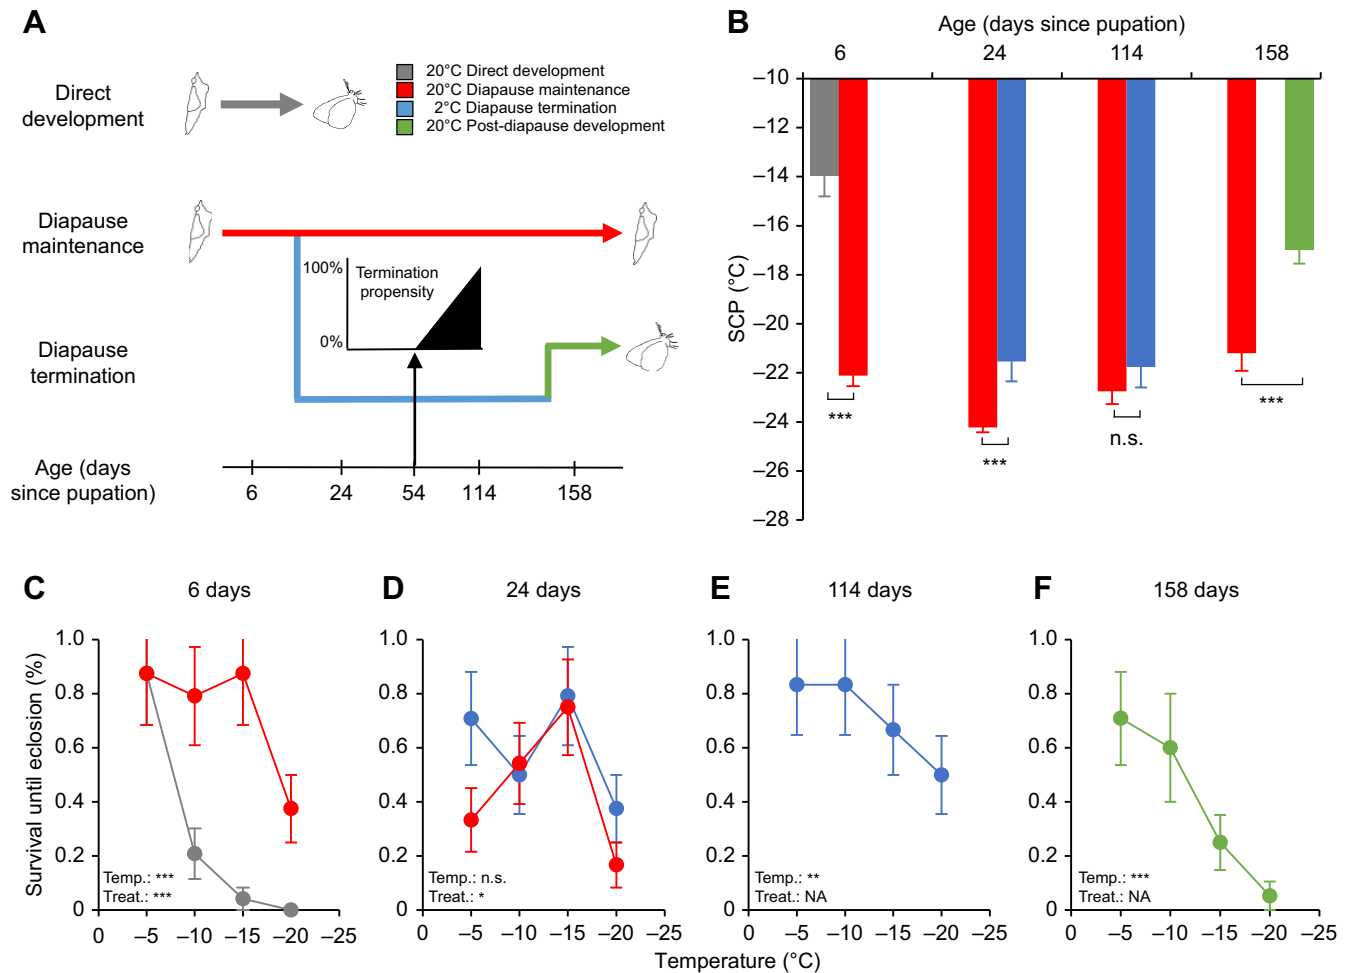 A
Direct
development
20°C Direct development
20°C Diapause maintenance
2°C Diapause termination
20°C Post-diapause development
Diapause
maintenance
100%
Termination
propensity
0%
Diapause
termination
Age (days
since pupation)
6
24
54
114
158
B
Age (days since pupation)
6
24
114
158
SCP (°C)
–10
–12
–14
–16
–18
–20
–22
–24
–26
–28
***
***
n.s.
***
C
6 days
Survival until eclosion (%)
1.0
0.8
0.6
0.4
0.2
0
Temp.: ***
Treat.: ***
0
–5
–10
–15
–20
–25
D
24 days
1.0
0.8
0.6
0.4
0.2
0
Temp.: n.s.
Treat.: *
0
–5
–10
–15
–20
–25
E
114 days
1.0
0.8
0.6
0.4
0.2
0
Temp.: **
Treat.: NA
0
–5
–10
–15
–20
–25
F
158 days
1.0
0.8
0.6
0.4
0.2
0
Temp.: ***
Treat.: NA
0
–5
–10
–15
–20
–25
Temperature (°C)